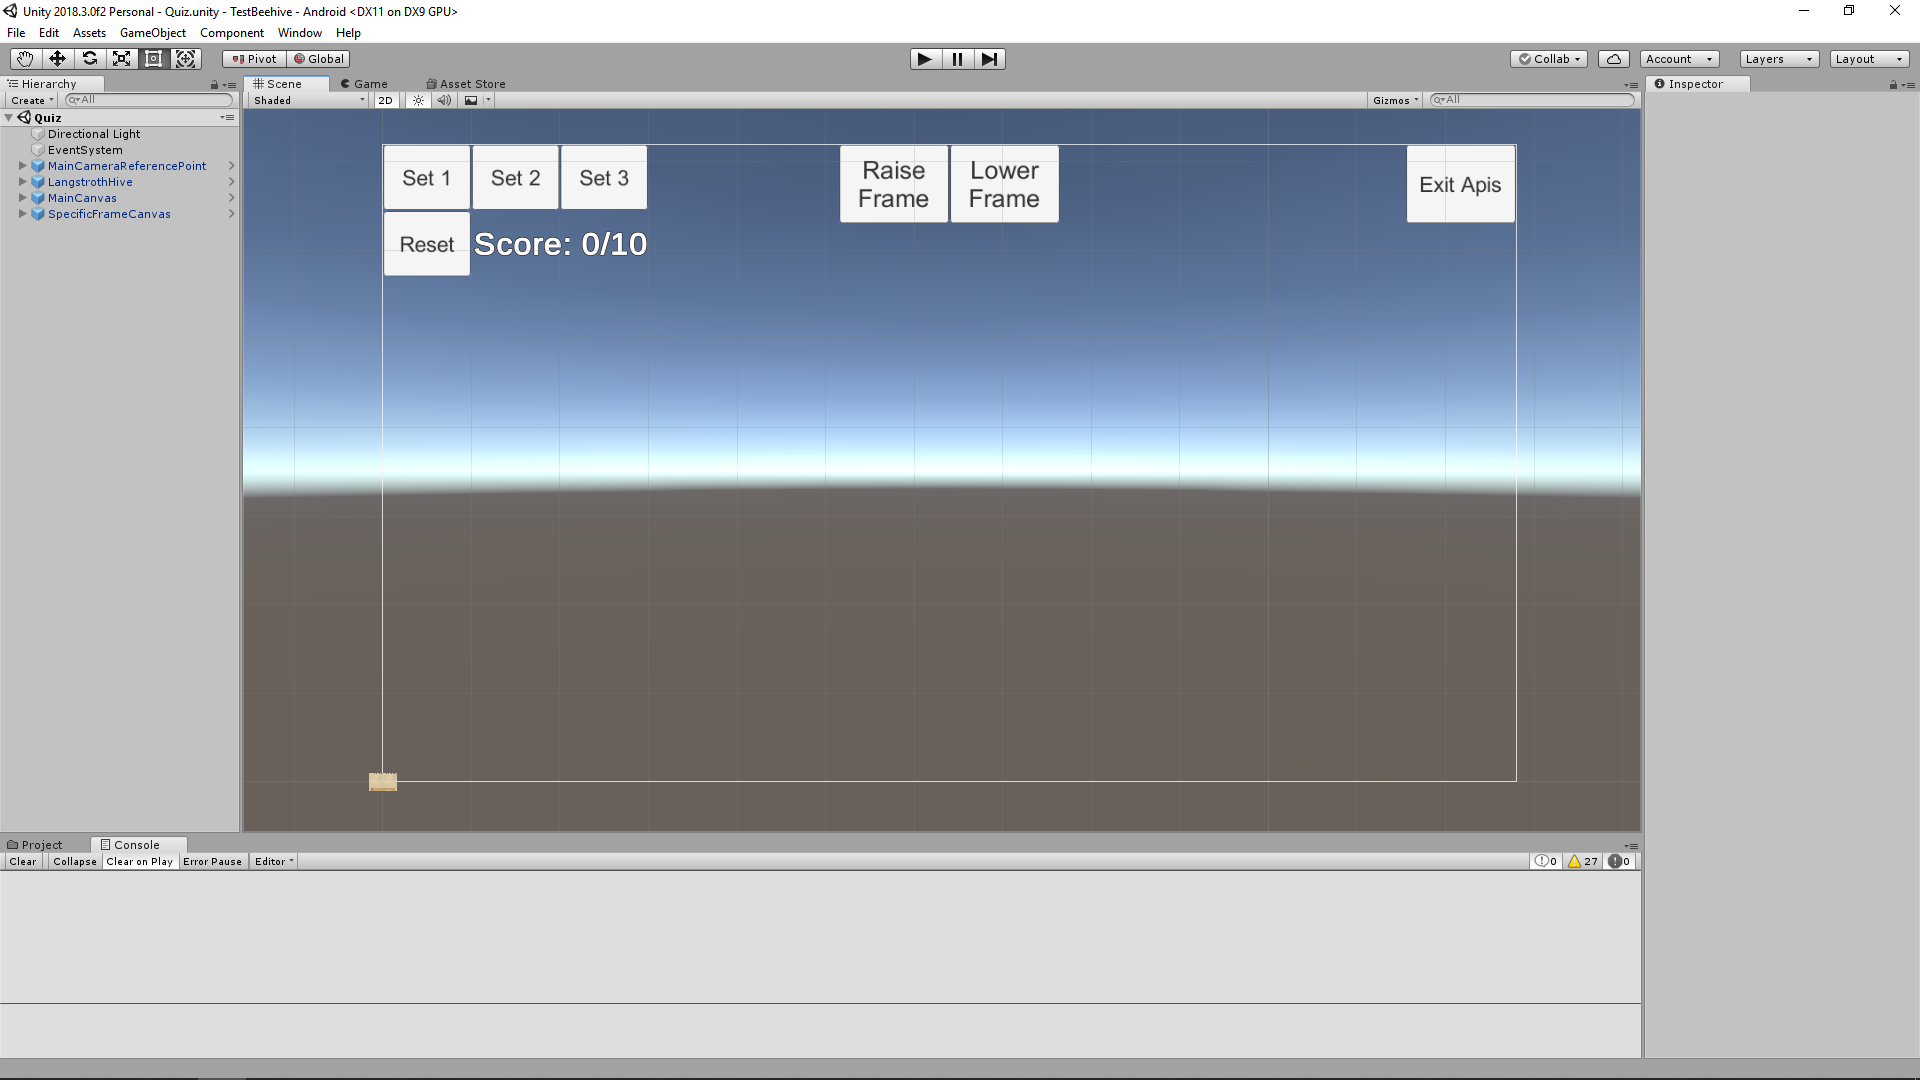 Unity 2018.3.0f2 Personal - Quiz.unity - TestBeehive - Android <DX11 on DX9 GPU>
File Edit Assets GameObject Component Window Help
Pivot Global Collab Account Layers Layout
Hierarchy Scene Game Asset Store Inspector
Create All Shaded 2D Gizmos All
Quiz
Directional Light
EventSystem
MainCameraReferencePoint
LangstrothHive
MainCanvas
SpecificFrameCanvas
Set 1 Set 2 Set 3
Raise
Frame
Lower
Frame
Exit Apis
Reset Score: 0/10
Project Console
Clear Collapse Clear on Play Error Pause Editor 0 27 0